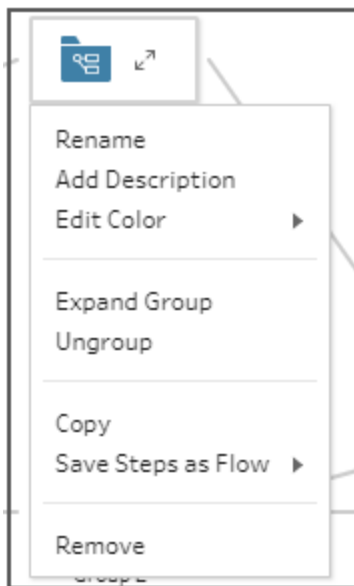 Rename
Add Description
Edit Color
Expand Group
Ungroup
Copy
Save Steps as Flow
Remove